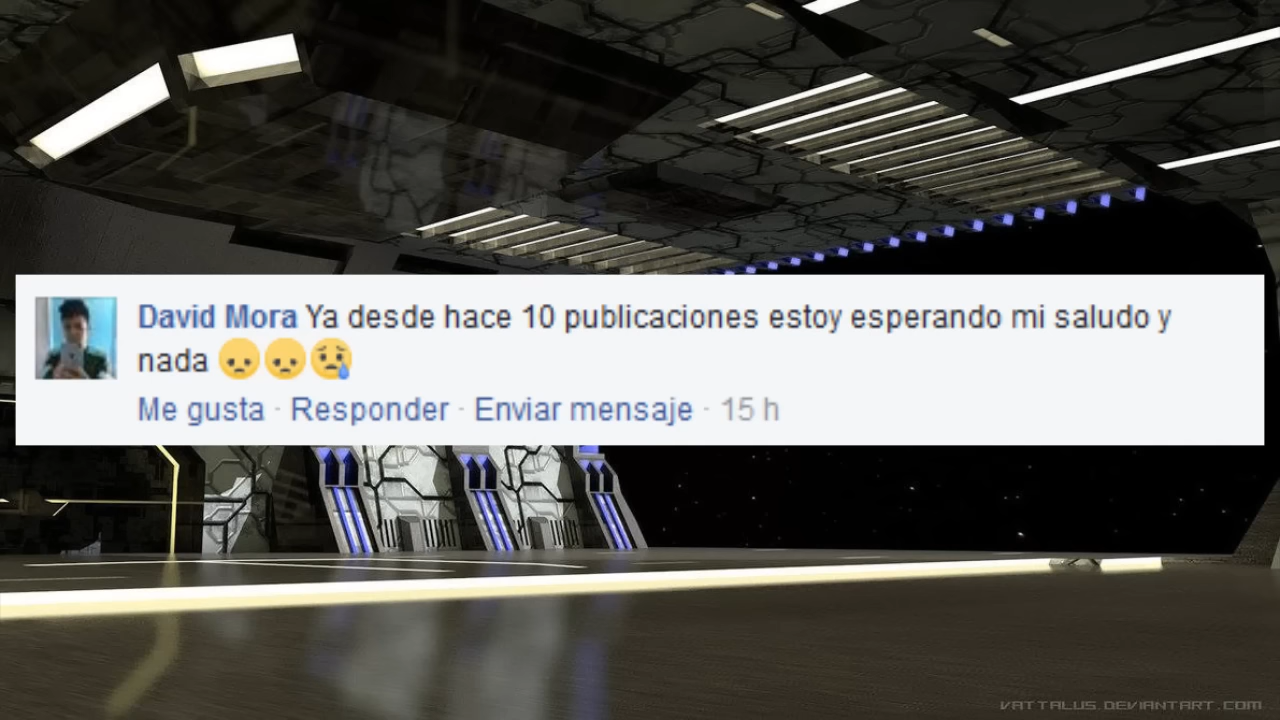 David Mora Ya desde hace 10 publicaciones estoy esperando mi saludo y
nada 😞😞😢
Me gusta · Responder · Enviar mensaje · 15 h
VATTALUS.DEVIANTART.COM